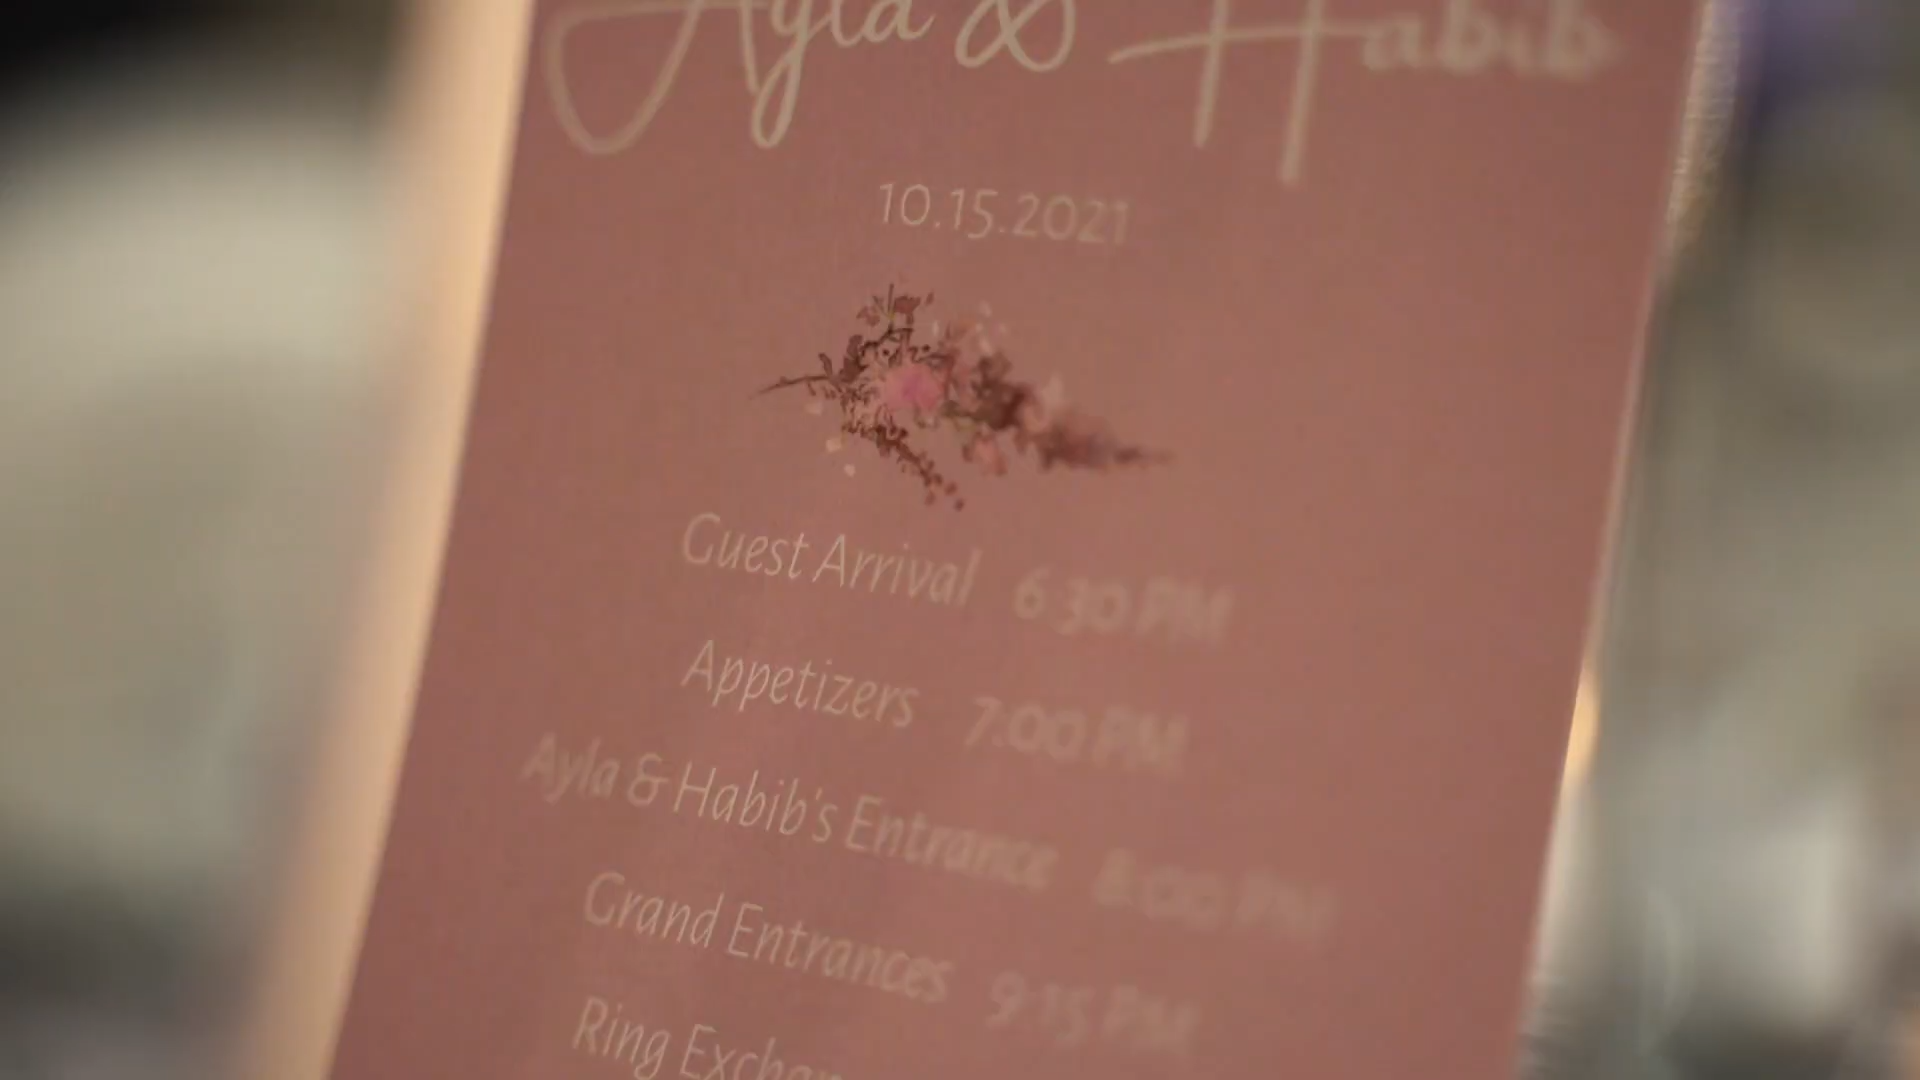 Ayla & Habib
10.15.2021
Guest Arrival 6:30 PM
Appetizers 7:00 PM
Ayla & Habib's Entrance 8:00 PM
Grand Entrances 9:15 PM
Ring